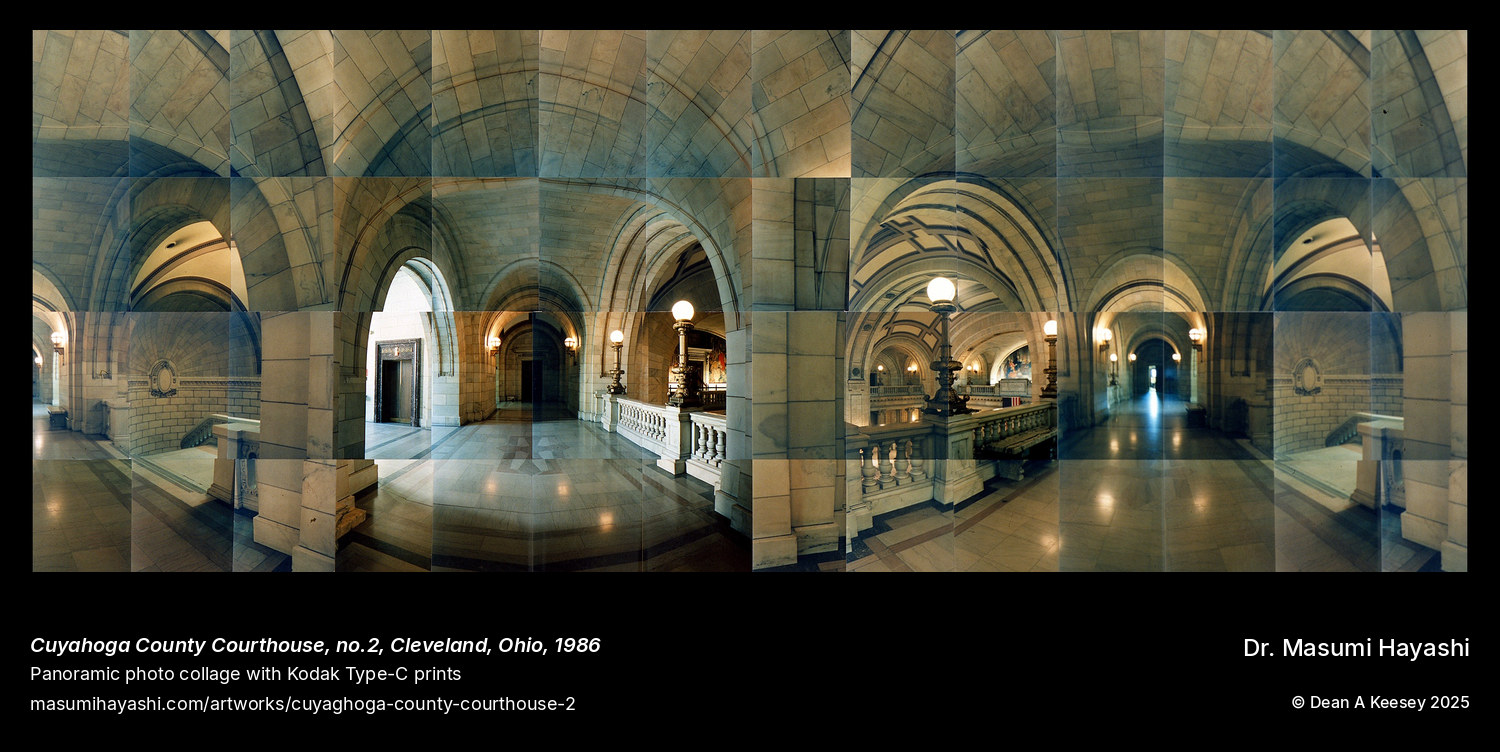 Cuyahoga County Courthouse, no.2, Cleveland, Ohio, 1986
Panoramic photo collage with Kodak Type-C prints
masumihayashi.com/artworks/cuyaghoga-county-courthouse-2
Dr. Masumi Hayashi
© Dean A Keesey 2025